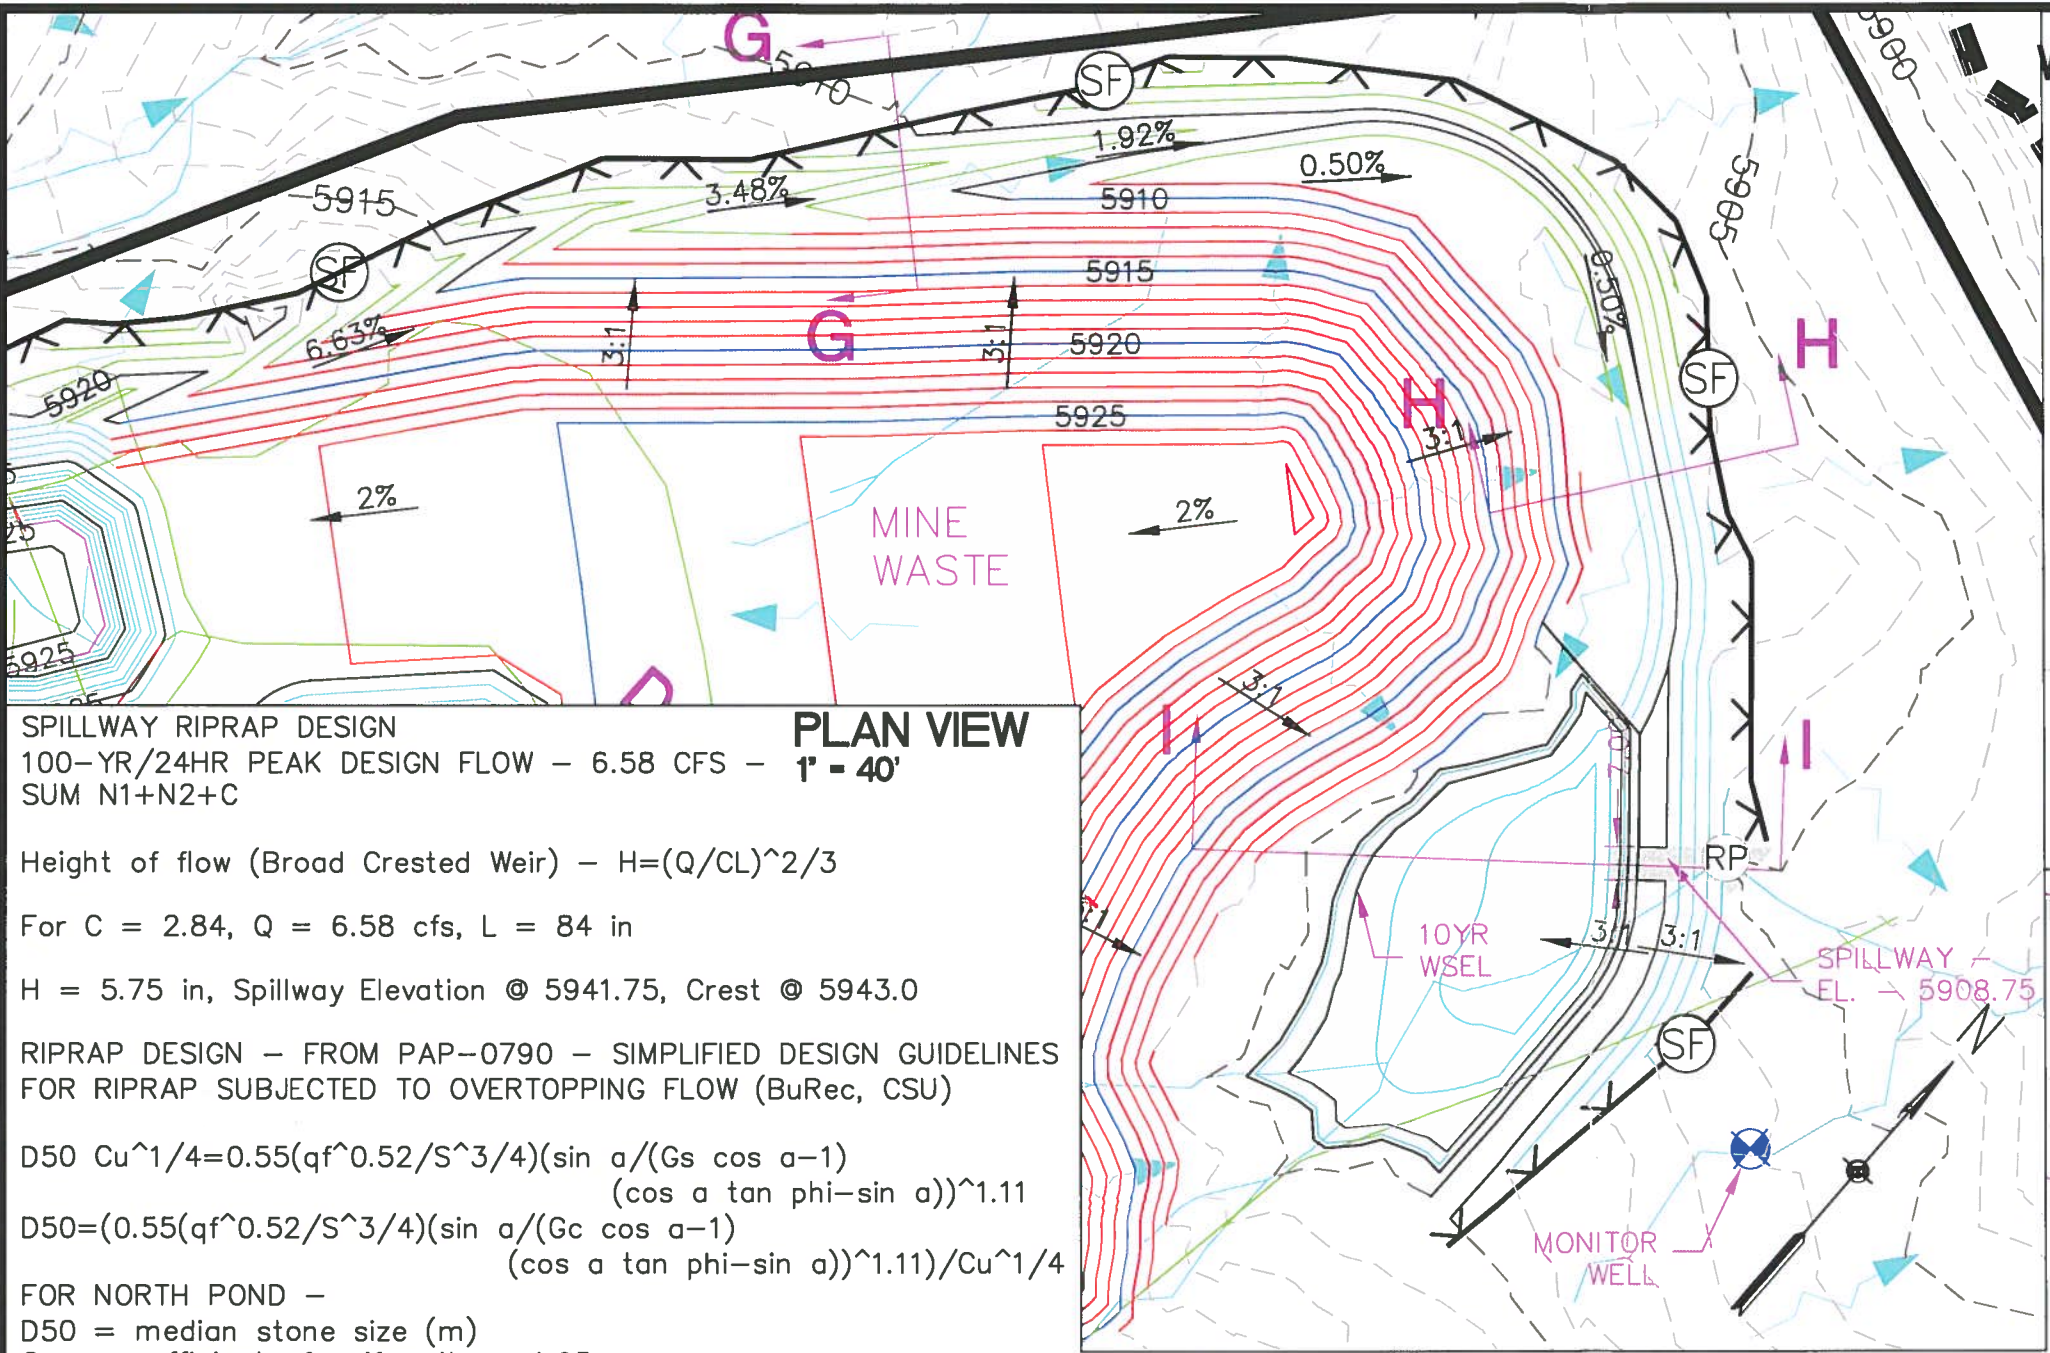 G
5910
SF
5900
1.92%
0.50%
3.48%
5910
5915
5905
SF
5915
0.50%
6.63%
3:1
G
3:1
5920
H
SF
5920
5925
H
3:1
2%
MINE
WASTE
2%
25
5925
D
3:1
I
I
SPILLWAY RIPRAP DESIGN
PLAN VIEW
100-YR/24HR PEAK DESIGN FLOW - 6.58 CFS -
1" = 40'
SUM N1+N2+C
Height of flow (Broad Crested Weir) - H=(Q/CL)^2/3
RP
For C = 2.84, Q = 6.58 cfs, L = 84 in
10YR
WSEL
3:1
3:1
SPILLWAY -
EL. - 5908.75
H = 5.75 in, Spillway Elevation @ 5941.75, Crest @ 5943.0
RIPRAP DESIGN - FROM PAP-0790 - SIMPLIFIED DESIGN GUIDELINES
FOR RIPRAP SUBJECTED TO OVERTOPPING FLOW (BuRec, CSU)
SF
N
D50 Cu^1/4=0.55(qf^0.52/S^3/4)(sin a/(Gs cos a-1)
(cos a tan phi-sin a))^1.11
D50=(0.55(qf^0.52/S^3/4)(sin a/(Gc cos a-1)
(cos a tan phi-sin a))^1.11)/Cu^1/4
MONITOR
WELL
FOR NORTH POND -
D50 = median stone size (m)